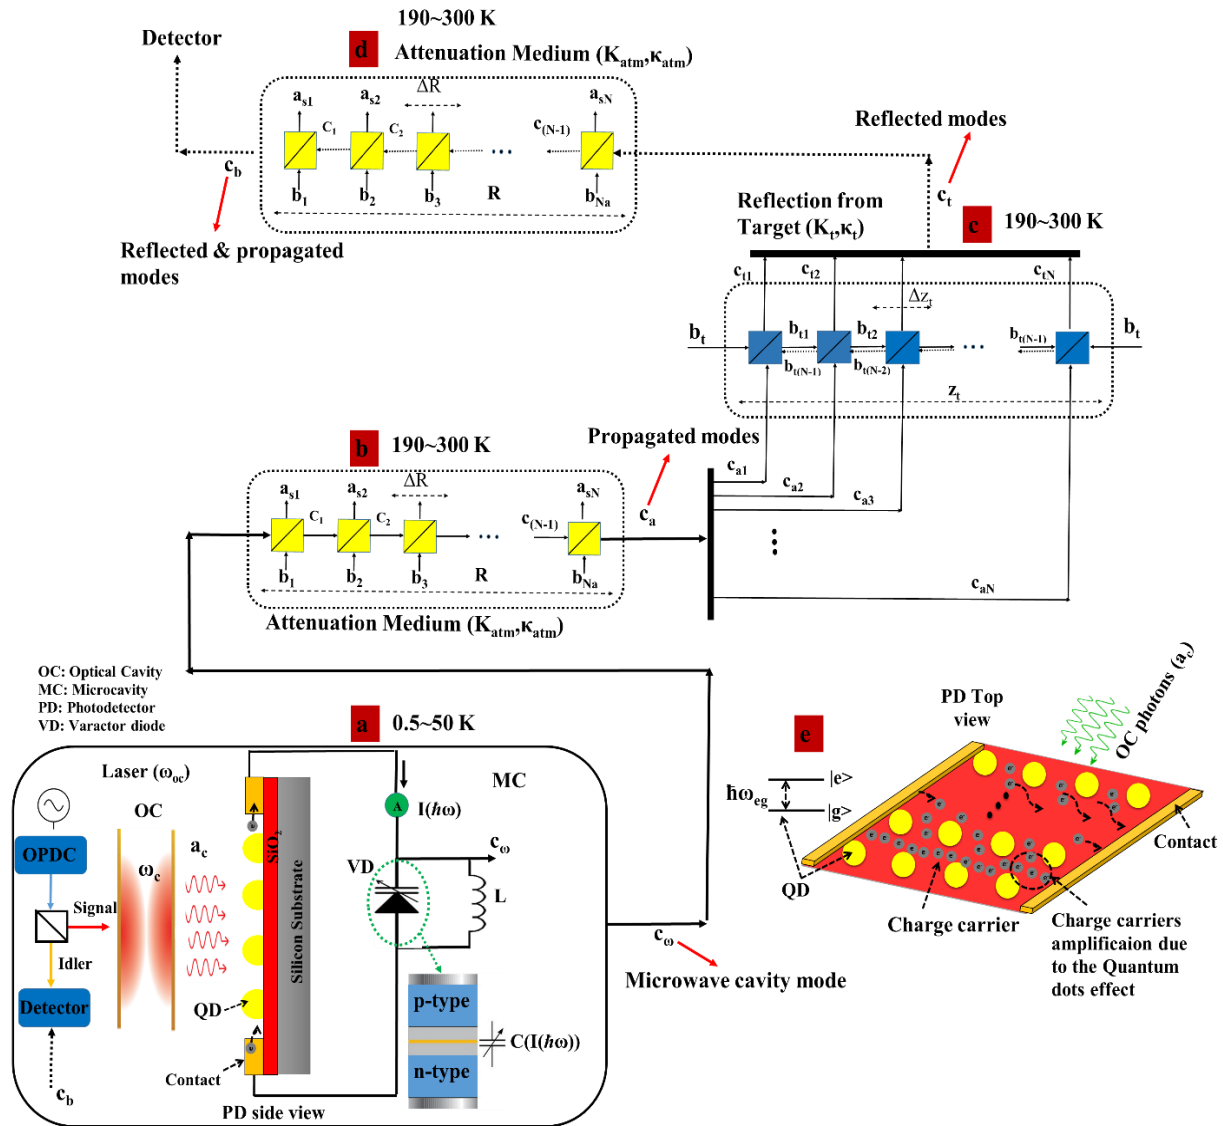 190~300 K
Detector
d
Attenuation Medium (K_atm,κ_atm)
a_s1
a_s2
ΔR
a_sN
C_1
C_2
c_(N-1)
...
c_b
b_1
b_2
b_3
R
b_Na
Reflected & propagated
modes
Reflected modes
c_t
Reflection from
Target (K_t,κ_t)
c
190~300 K
c_t1
c_t2
c_tN
Δz_t
b_t
b_t1
b_t2
b_t(N-1)
b_t
b_t(N-1)
b_t(N-2)
...
z_t
b
190~300 K
Propagated modes
a_s1
a_s2
ΔR
a_sN
C_1
C_2
c_(N-1)
...
c_a
b_1
b_2
b_3
R
b_Na
Attenuation Medium (K_atm,κ_atm)
c_a1
c_a2
c_a3
c_aN
OC: Optical Cavity
MC: Microcavity
PD: Photodetector
VD: Varactor diode
a
0.5~50 K
Laser (ω_oc)
MC
OC
A
I(ℏω)
OPDC
ω_c
a_c
SiO_2
Silicon Substrate
VD
c_ω
L
Signal
Idler
Detector
QD
e
e
Contact
c_b
PD side view
p-type
n-type
C(I(ℏω))
c_ω
Microwave cavity mode
PD Top
view
OC photons (a_c)
e
ℏω_eg
|e>
|g>
QD
Contact
Charge carrier
Charge carriers
amplificaion due
to the Quantum
dots effect